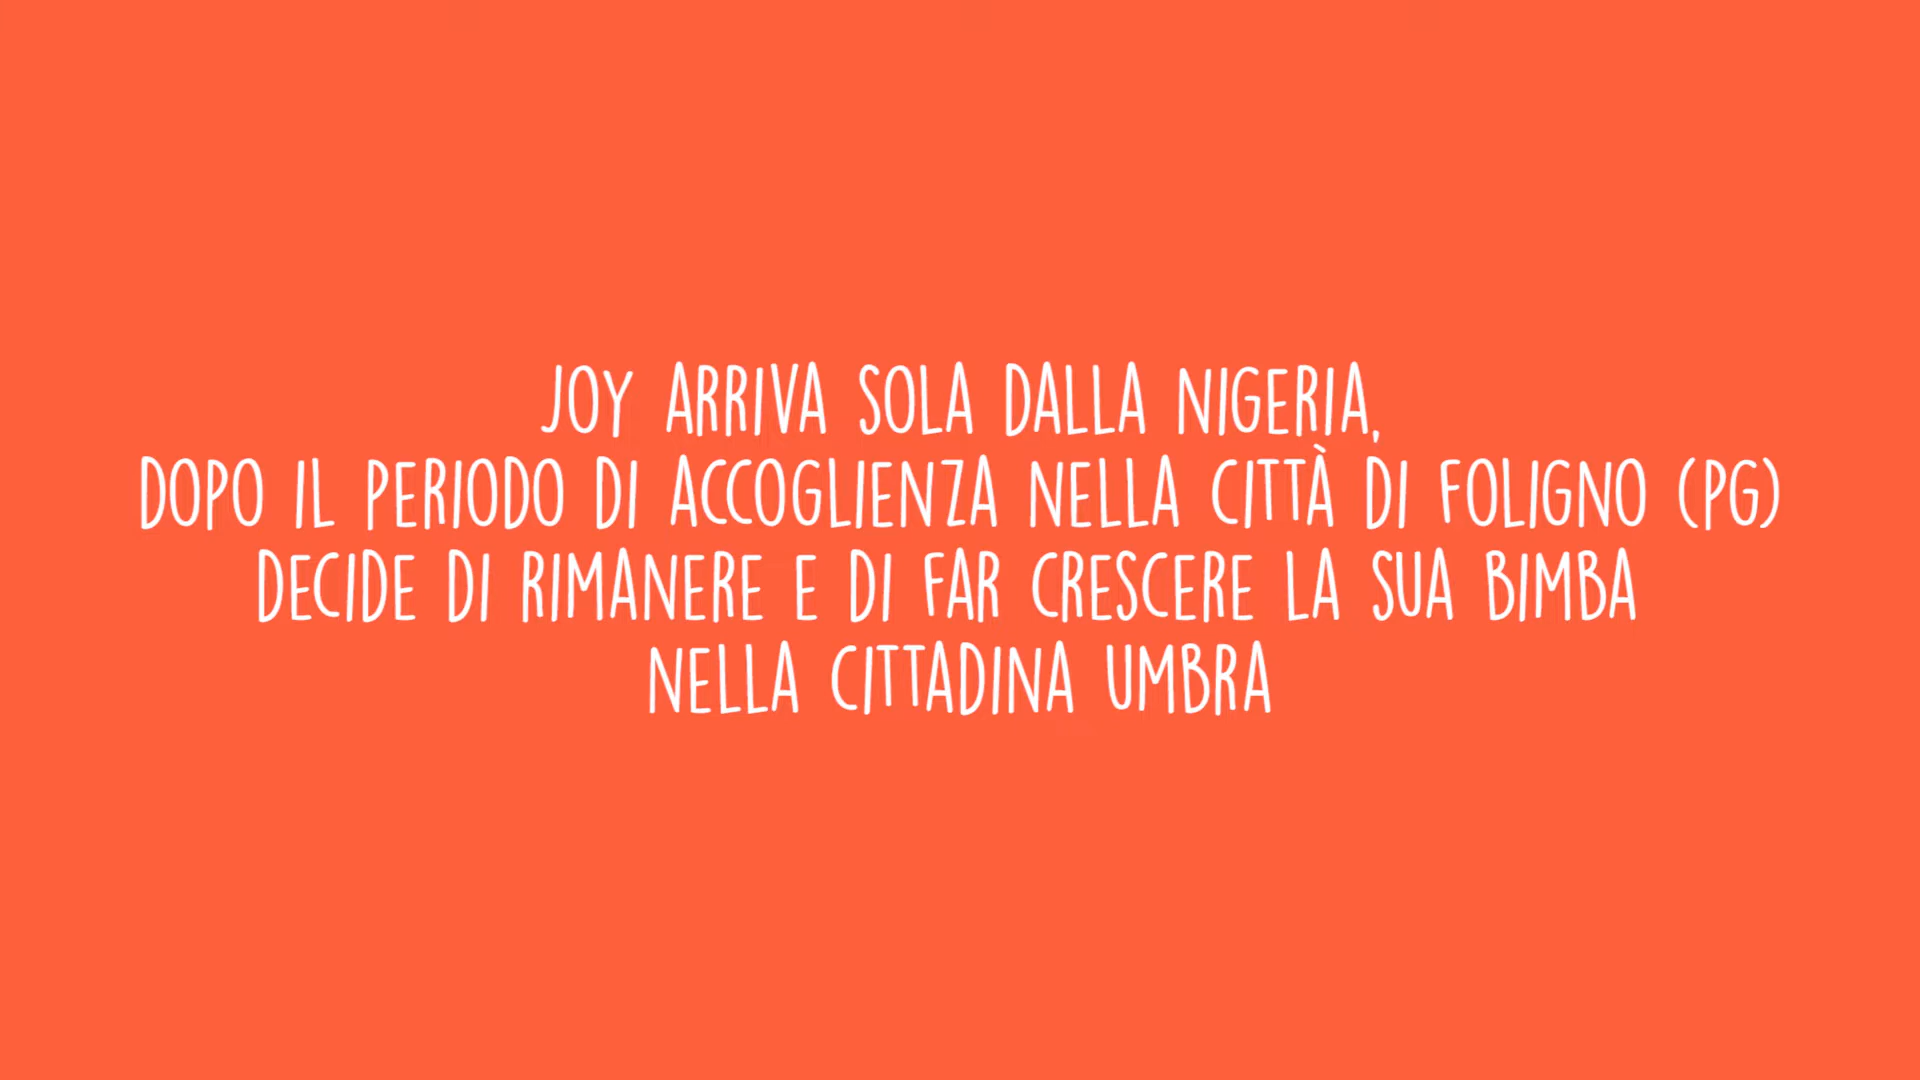 JOY ARRIVA SOLA DALLA NIGERIA,
DOPO IL PERIODO DI ACCOGLIENZA NELLA CITTÀ DI FOLIGNO (PG)
DECIDE DI RIMANERE E DI FAR CRESCERE LA SUA BIMBA
NELLA CITTADINA UMBRA